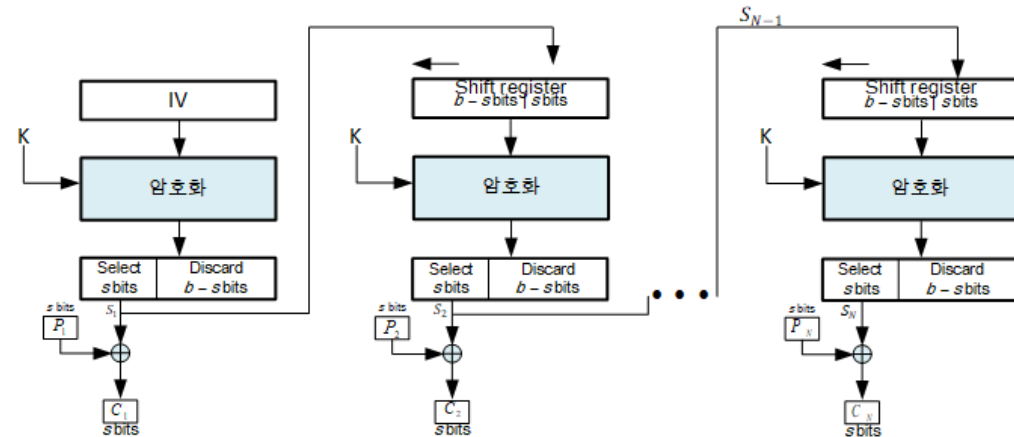 S_{N-1}
IV
Shift register
b – s bits | s bits
Shift register
b – s bits | s bits
K
K
K
암호화
암호화
암호화
Select
s bits
Discard
b – s bits
Select
s bits
Discard
b – s bits
Select
s bits
Discard
b – s bits
S_1
S_2
S_N
s bits
P_1
s bits
P_2
s bits
P_N
C_1
s bits
C_2
s bits
C_N
s bits